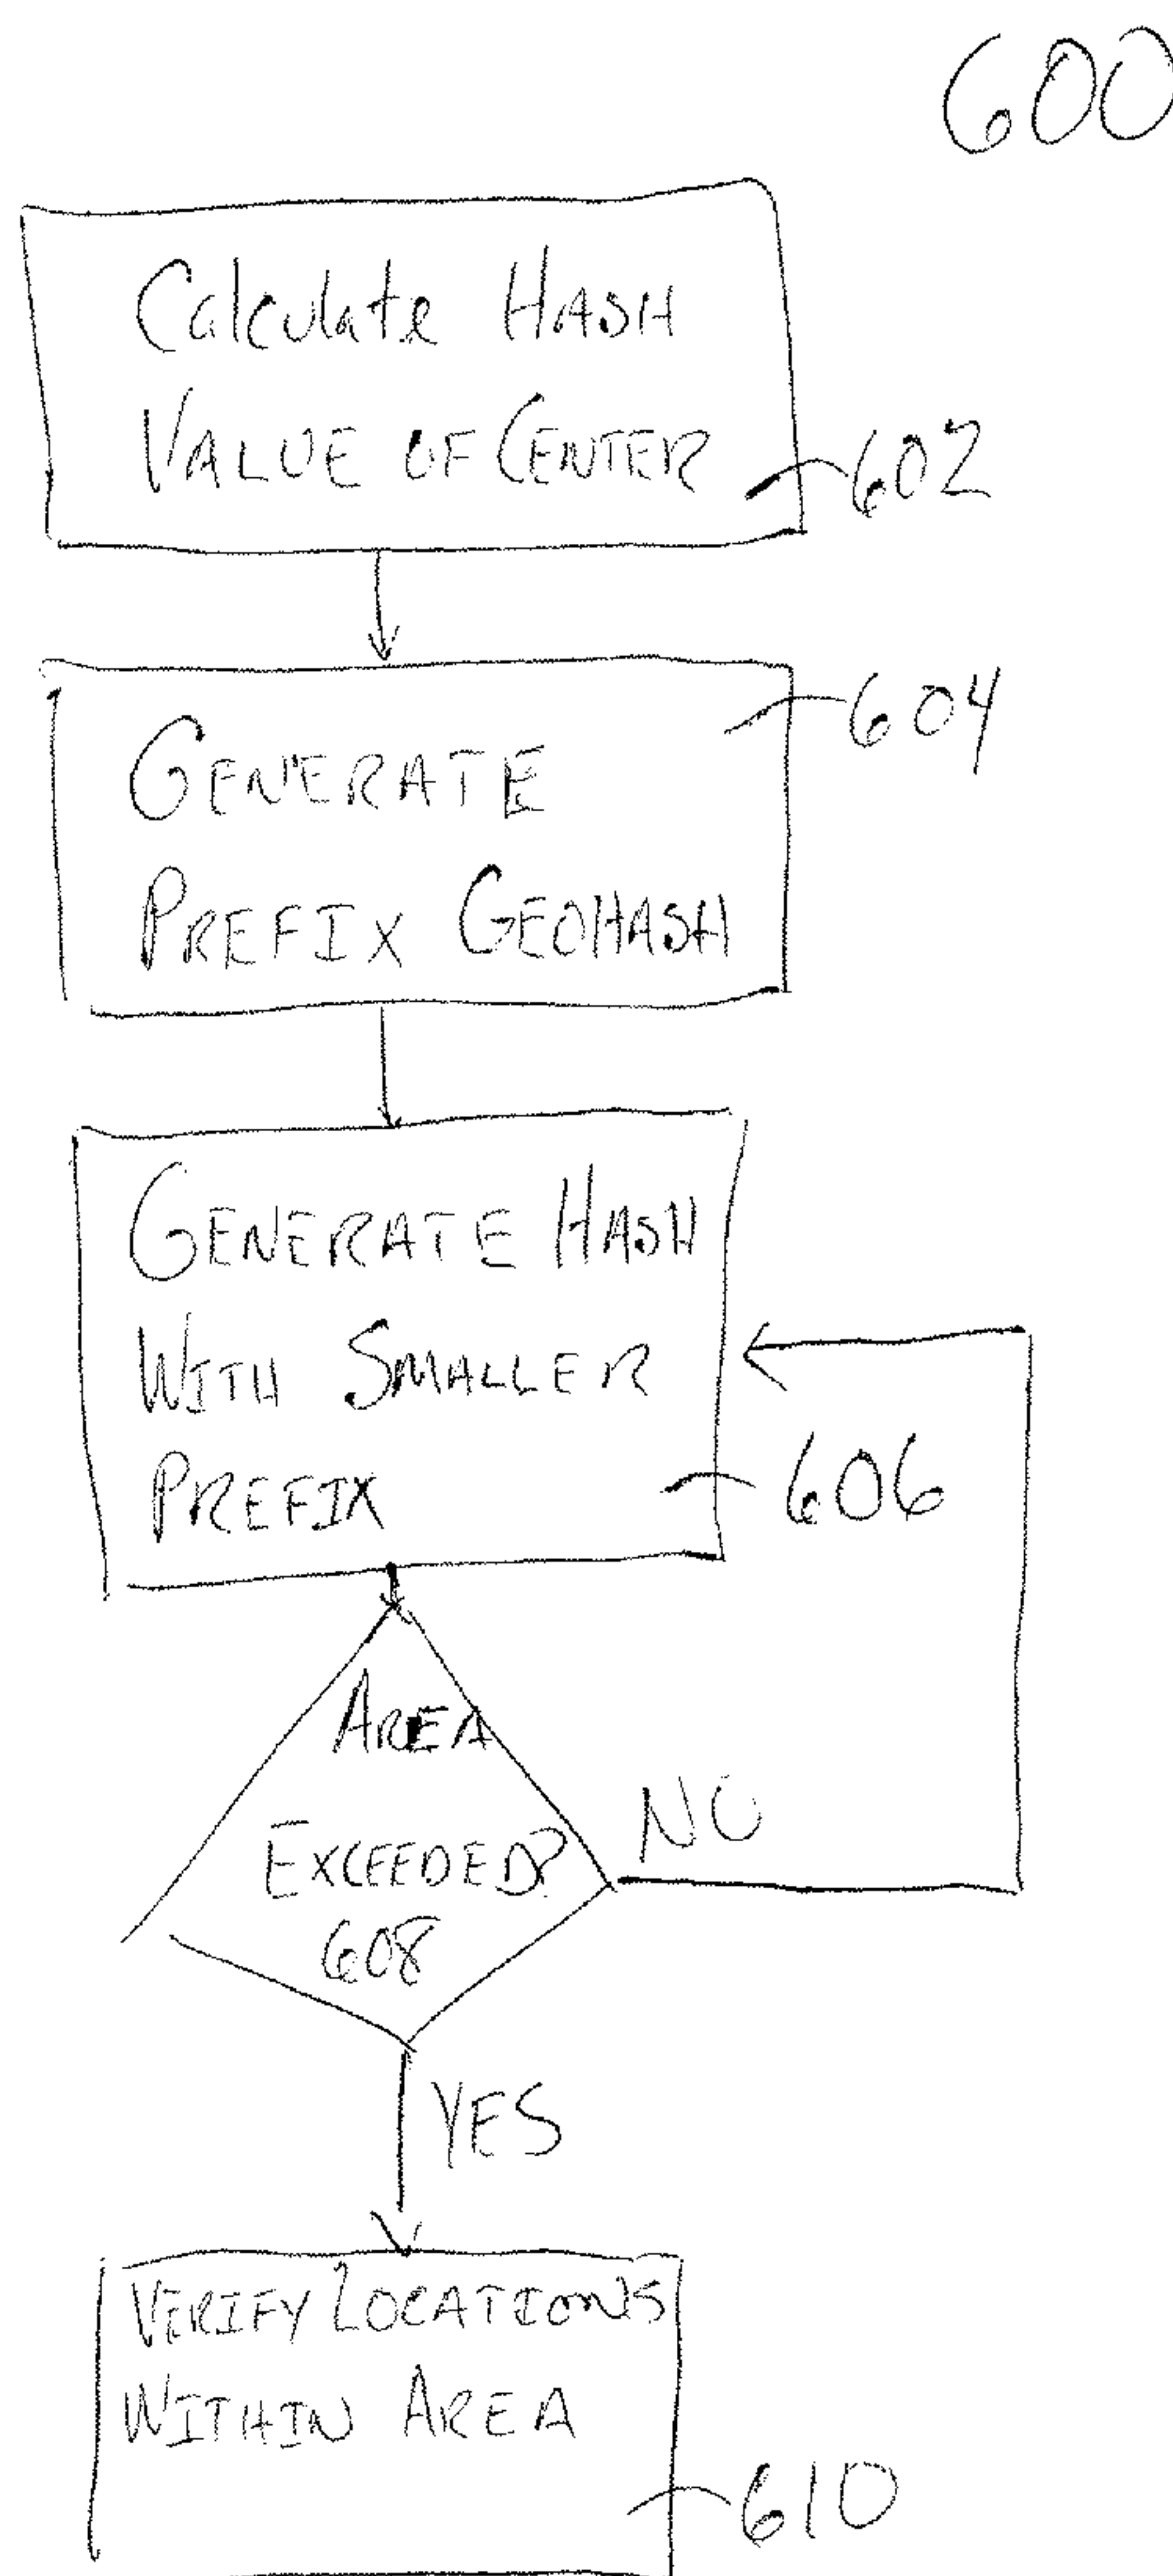 600
Calculate HASH
VALUE OF CENTER
602
604
GENERATE
PREFIX GEOHASH
GENERATE HASH
WITH SMALLER
PREFIX
606
AREA
EXCEEDED?
608
NO
YES
VERIFY LOCATIONS
WITHIN AREA
610